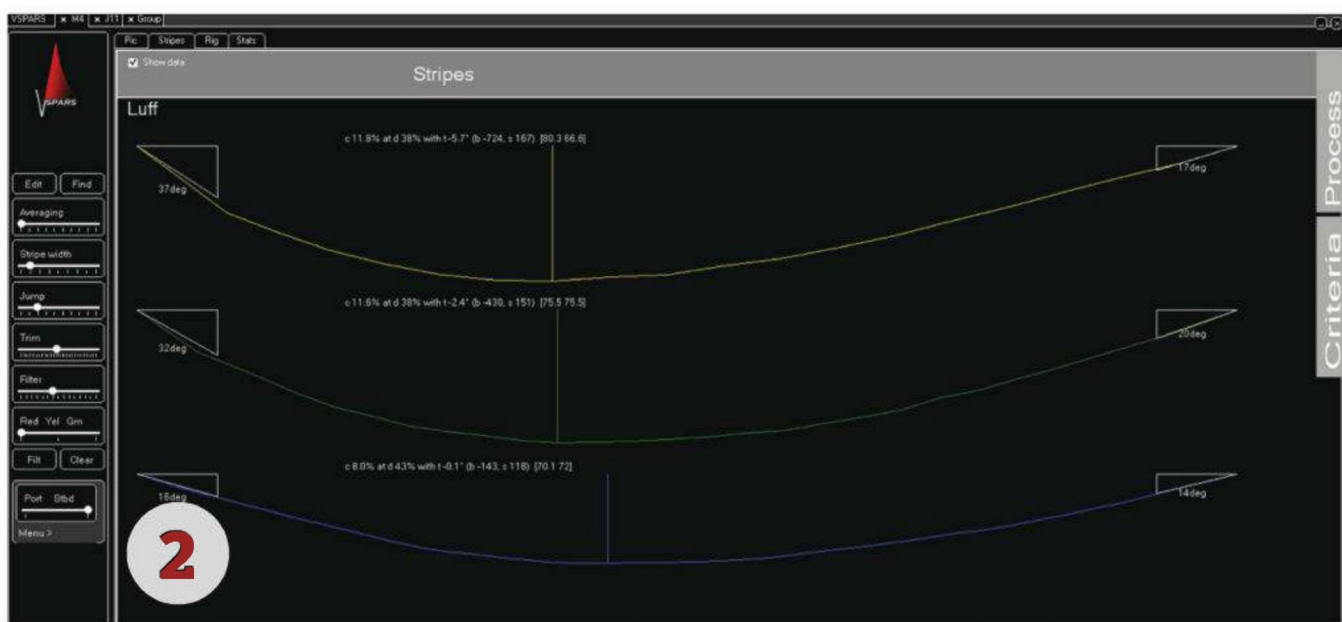 VSPARS × M4 × J11 × Group
Pic Stripes Rig Stats
Show data
Stripes
VSPARS
Luff
c 11.8% at d 38% with t -5.7° (b -724, s 167) [80.3 66.6]
37deg
17deg
Edit Find
Averaging
Stripe width
c 11.6% at d 38% with t -2.4° (b -430, s 151) [75.5 75.5]
Jump
Trim
32deg
20deg
Filter
Red Yel Grn
Filt Clear
c 8.0% at d 43% with t -0.1° (b -143, s 118) [70.1 72]
16deg
14deg
Port Stbd
Menu >
2
Process
Criteria